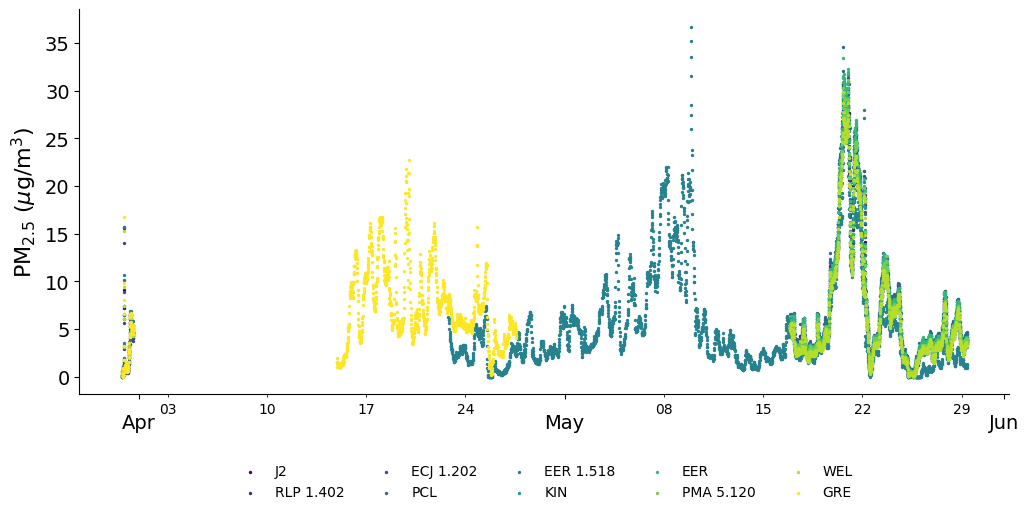 35
30
25
20
15
10
5
0
PM2.5 (μg/m³)
03 10 17 24 08 15 22 29
Apr May Jun
J2 ECJ 1.202 EER 1.518 EER WEL
RLP 1.402 PCL KIN PMA 5.120 GRE